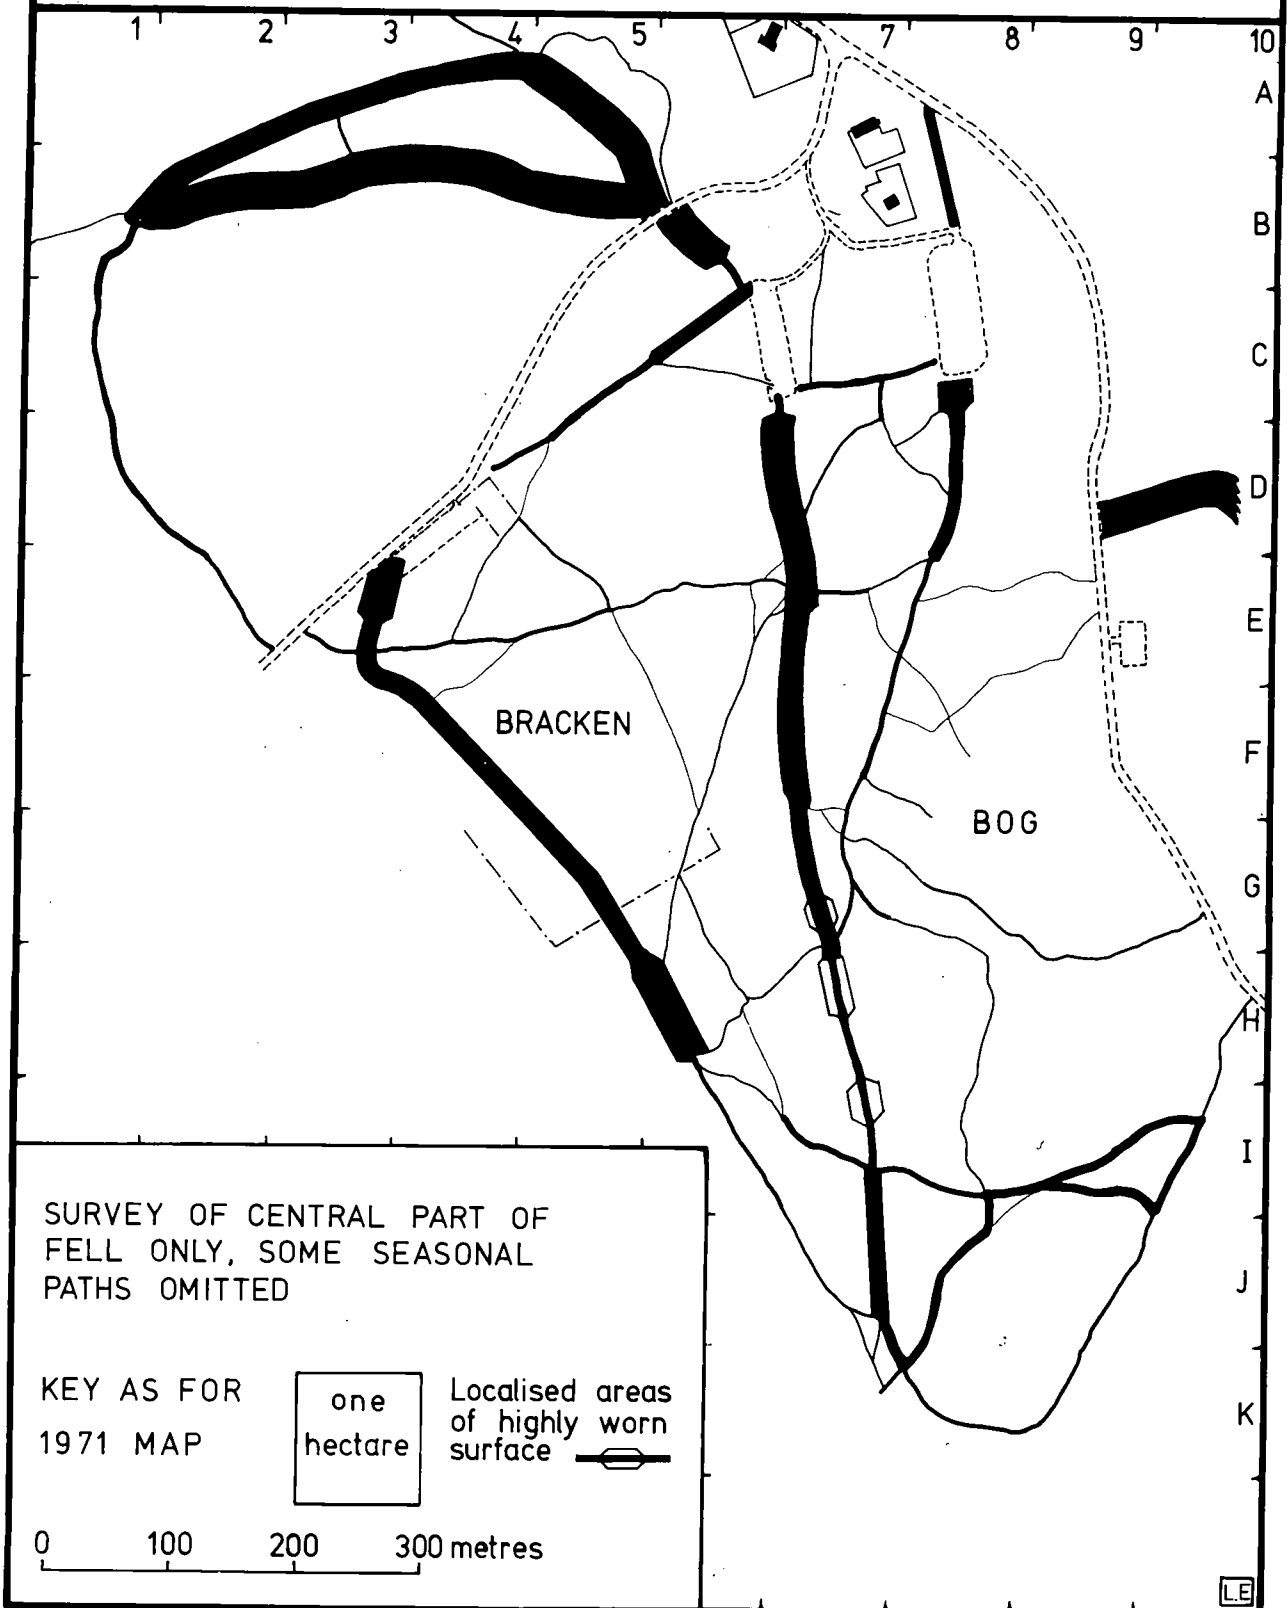 2 3 4 5 7 8 9 10
A
B
C
D
E
BRACKEN
F
BOG
G
H
I
SURVEY OF CENTRAL PART OF
FELL ONLY, SOME SEASONAL
PATHS OMITTED
J
KEY AS FOR
1971 MAP
one
hectare
Localised areas
of highly worn
surface
K
0 100 200 300 metres
L.E